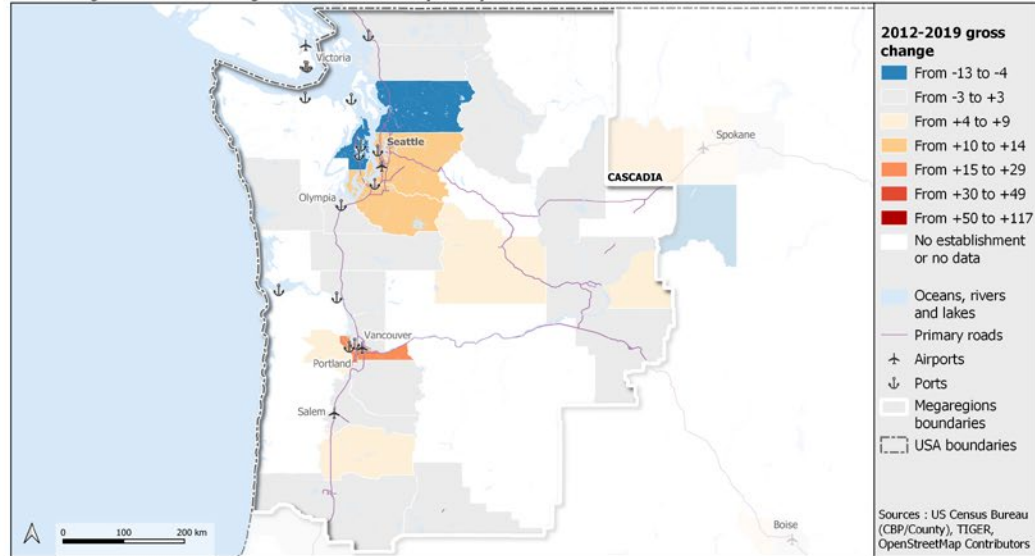 Victoria
Seattle
Spokane
CASCADIA
Olympia
Vancouver
Portland
Salem
Boise
0 100 200 km
2012-2019 gross
change
From -13 to -4
From -3 to +3
From +4 to +9
From +10 to +14
From +15 to +29
From +30 to +49
From +50 to +117
No establishment
or no data
Oceans, rivers
and lakes
Primary roads
Airports
Ports
Megaregions
boundaries
USA boundaries
Sources : US Census Bureau
(CBP/County), TIGER,
OpenStreetMap Contributors